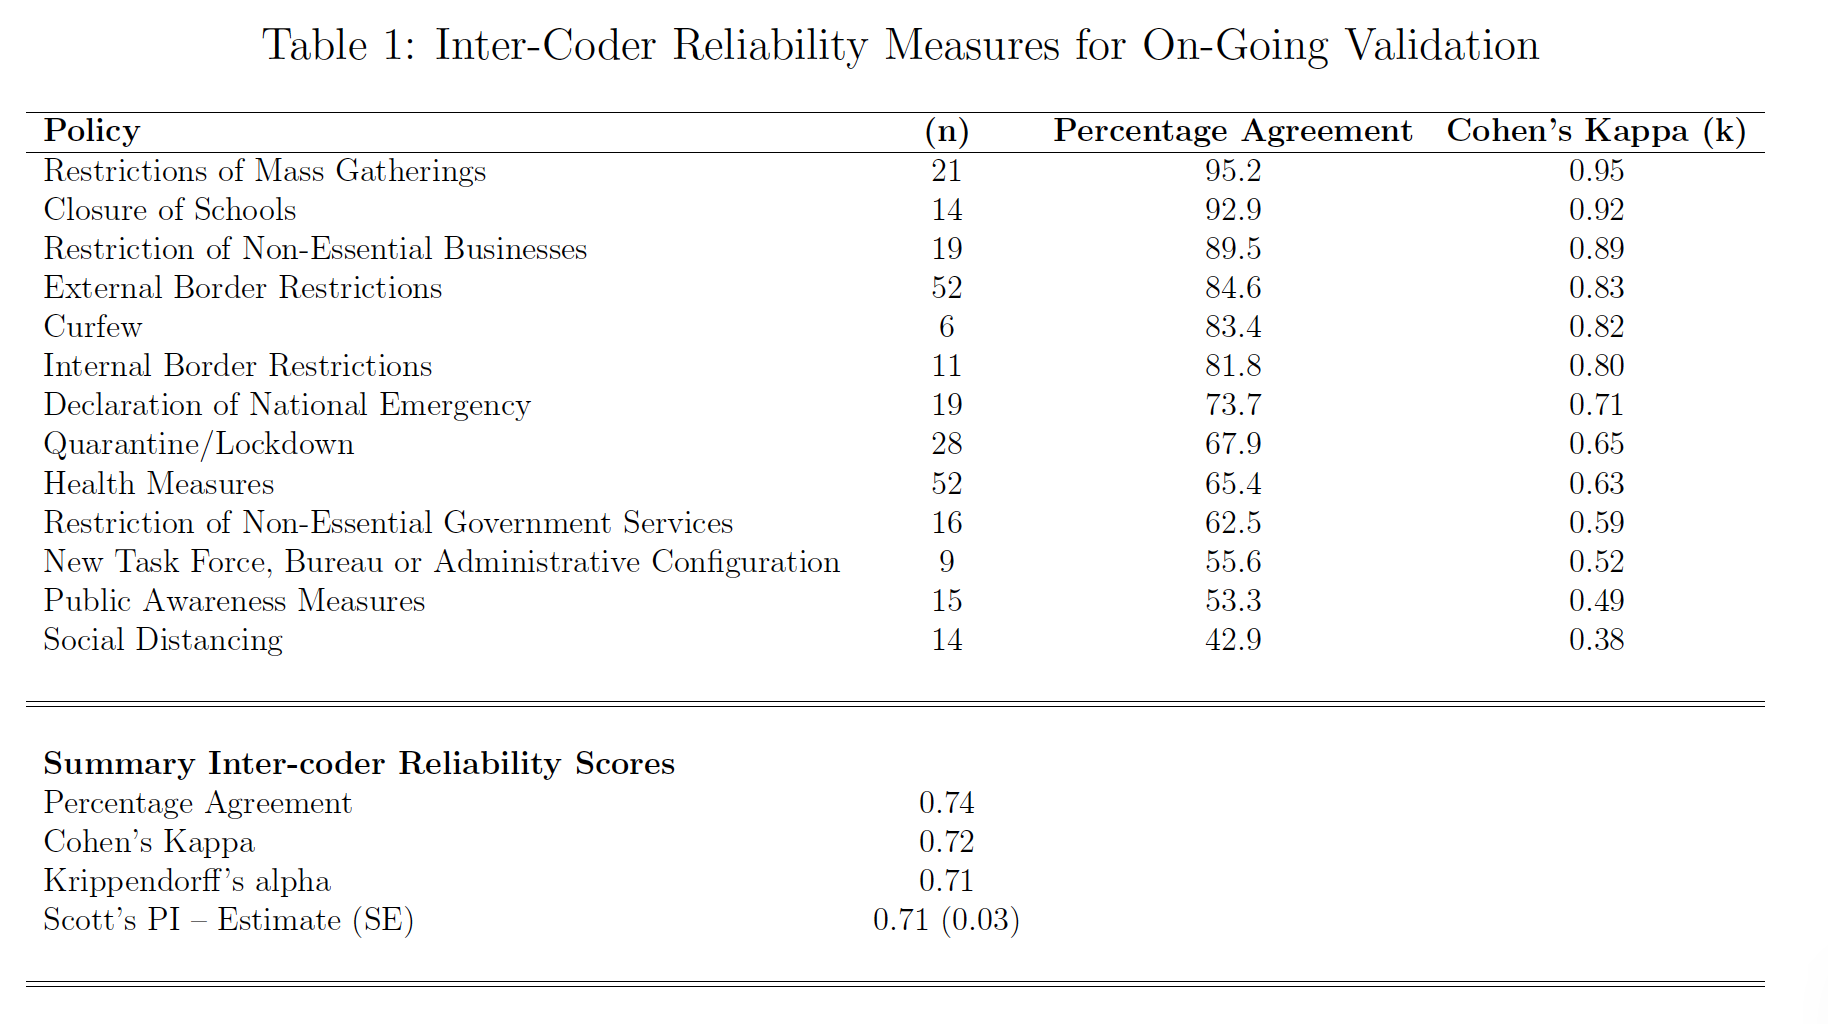 Table 1: Inter-Coder Reliability Measures for On-Going Validation
Policy (n) Percentage Agreement Cohen's Kappa (k)
Restrictions of Mass Gatherings 21 95.2 0.95
Closure of Schools 14 92.9 0.92
Restriction of Non-Essential Businesses 19 89.5 0.89
External Border Restrictions 52 84.6 0.83
Curfew 6 83.4 0.82
Internal Border Restrictions 11 81.8 0.80
Declaration of National Emergency 19 73.7 0.71
Quarantine/Lockdown 28 67.9 0.65
Health Measures 52 65.4 0.63
Restriction of Non-Essential Government Services 16 62.5 0.59
New Task Force, Bureau or Administrative Configuration 9 55.6 0.52
Public Awareness Measures 15 53.3 0.49
Social Distancing 14 42.9 0.38
Summary Inter-coder Reliability Scores
Percentage Agreement 0.74
Cohen's Kappa 0.72
Krippendorff's alpha 0.71
Scott's PI – Estimate (SE) 0.71 (0.03)